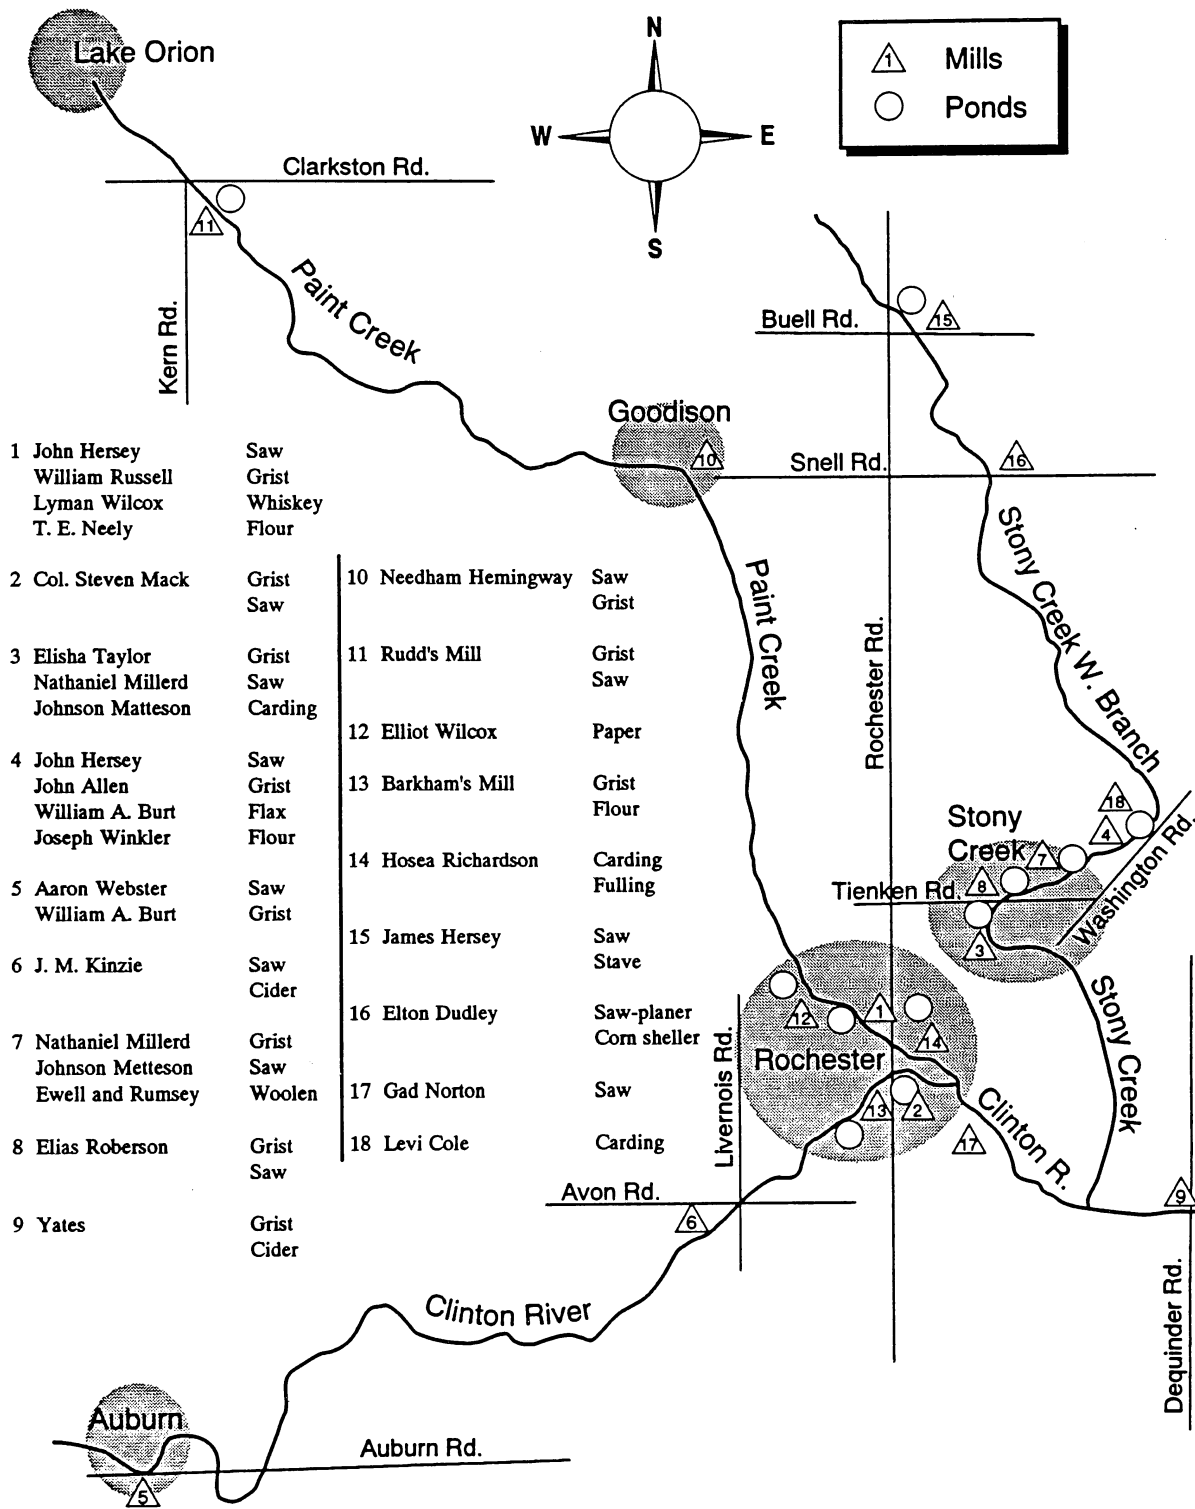 Lake Orion
N
W
E
S
1 Mills
Ponds
Clarkston Rd.
11
Kern Rd.
Paint Creek
Buell Rd.
15
Goodison
10
Snell Rd.
16
Stony Creek W. Branch
Paint Creek
Rochester Rd.
1 John Hersey Saw
William Russell Grist
Lyman Wilcox Whiskey
T. E. Neely Flour
2 Col. Steven Mack Grist
Saw
3 Elisha Taylor Grist
Nathaniel Millerd Saw
Johnson Matteson Carding
4 John Hersey Saw
John Allen Grist
William A. Burt Flax
Joseph Winkler Flour
5 Aaron Webster Saw
William A. Burt Grist
6 J. M. Kinzie Saw
Cider
7 Nathaniel Millerd Grist
Johnson Metteson Saw
Ewell and Rumsey Woolen
8 Elias Roberson Grist
Saw
9 Yates Grist
Cider
10 Needham Hemingway Saw
Grist
11 Rudd's Mill Grist
Saw
12 Elliot Wilcox Paper
13 Barkham's Mill Grist
Flour
14 Hosea Richardson Carding
Fulling
15 James Hersey Saw
Stave
16 Elton Dudley Saw-planer
Corn sheller
17 Gad Norton Saw
18 Levi Cole Carding
18
4
Stony
Creek
7
8
Tienken Rd.
Washington Rd.
3
12
1
14
Rochester
Livernois Rd.
13
2
Clinton R.
17
Stony Creek
9
Avon Rd.
6
Dequinder Rd.
Clinton River
Auburn
Auburn Rd.
5